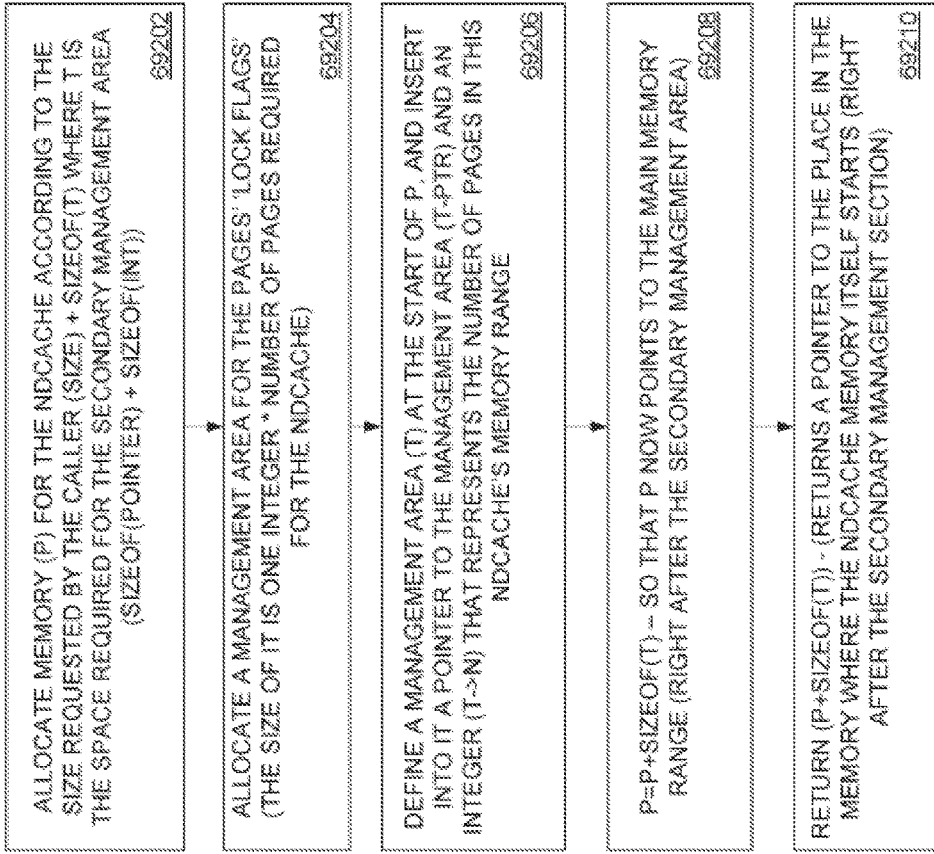 ALLOCATE MEMORY (P) FOR THE NDCACHE ACCORDING TO THE
SIZE REQUESTED BY THE CALLER (SIZE) + SIZEOF(T) WHERE T IS
THE SPACE REQUIRED FOR THE SECONDARY MANAGEMENT AREA
(SIZEOF(POINTER) + SIZEOF(INT))
69202
ALLOCATE A MANAGEMENT AREA FOR THE PAGES' 'LOCK FLAGS'
(THE SIZE OF IT IS ONE INTEGER * NUMBER OF PAGES REQUIRED
FOR THE NDCACHE)
69204
DEFINE A MANAGEMENT AREA (T) AT THE START OF P, AND INSERT
INTO IT A POINTER TO THE MANAGEMENT AREA (T-PTR) AND AN
INTEGER (T->N) THAT REPRESENTS THE NUMBER OF PAGES IN THIS
NDCACHE'S MEMORY RANGE
69206
P=P+SIZEOF(T) – SO THAT P NOW POINTS TO THE MAIN MEMORY
RANGE (RIGHT AFTER THE SECONDARY MANAGEMENT AREA)
69208
RETURN (P+SIZEOF(T)) - (RETURNS A POINTER TO THE PLACE IN THE
MEMORY WHERE THE NDCACHE MEMORY ITSELF STARTS (RIGHT
AFTER THE SECONDARY MANAGEMENT SECTION)
69210